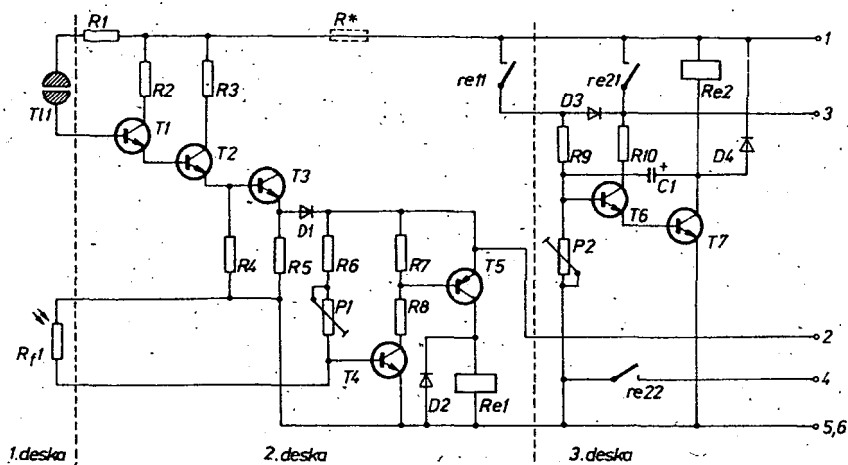 R1
R*
1
R2
R3
re11
re21
Re2
Tl1
T1
D3
3
T2
R9
R10
D4
T3
C1
T6
T7
D1
R4
R5
R6
R7
T5
P2
P1
R8
Rf1
2
T4
D2
Re1
re22
4
5,6
1.deska
2.deska
3.deska